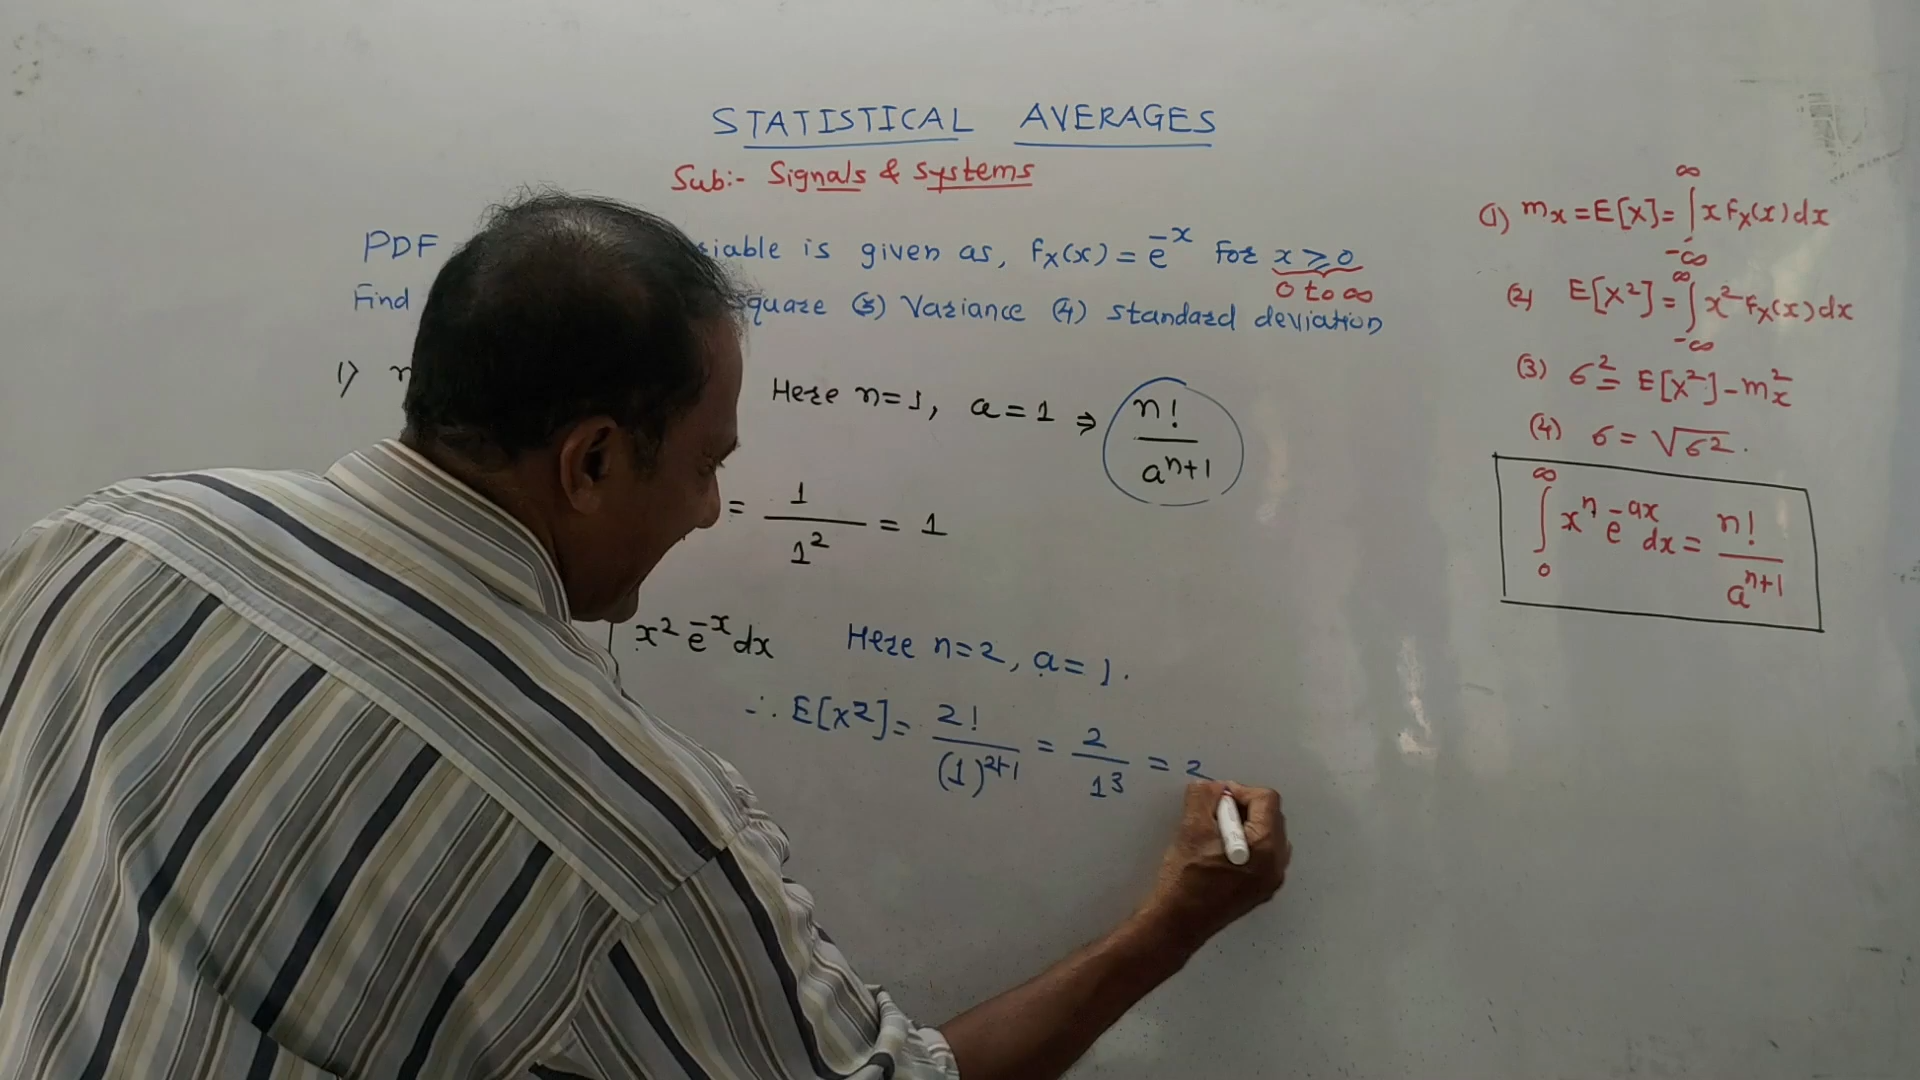 STATISTICAL AVERAGES
Sub:- Signals & systems
PDF is given as, fx(x) = e^-x for x ≥ 0
0 to ∞
Find (3) Variance (4) standard deviation
1) Here n=1, a=1 ⇒ n!/a^n+1
= 1/1^2 = 1
x^2 e^-x dx Here n=2, a=1.
∴ E[x^2] = 2!/(1)^2+1 = 2/1^3 = 2
(1) mx = E[x] = ∫_-∞^∞ x fx(x) dx
(2) E[x^2] = ∫_-∞^∞ x^2 fx(x) dx
(3) σ^2 = E[x^2] - mx^2
(4) σ = √σ^2.
∫_0^∞ x^n e^-ax dx = n!/a^n+1